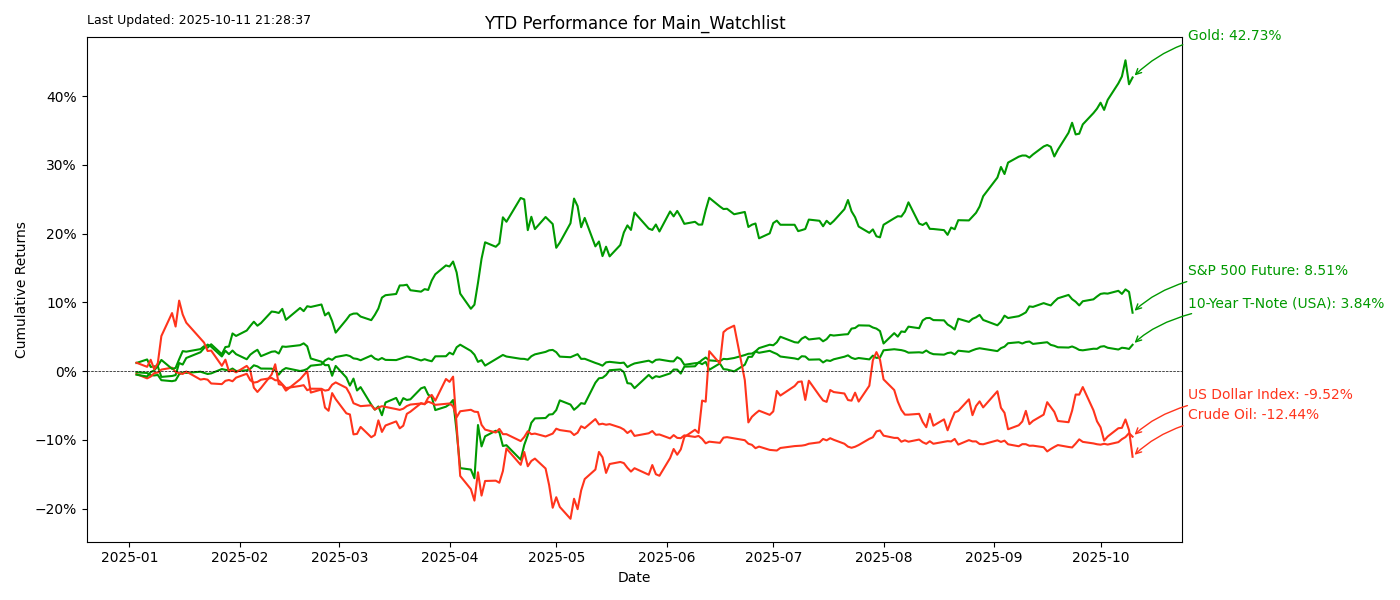 Last Updated: 2025-10-11 21:28:37
YTD Performance for Main_Watchlist
Gold: 42.73%
S&P 500 Future: 8.51%
10-Year T-Note (USA): 3.84%
US Dollar Index: -9.52%
Crude Oil: -12.44%
Cumulative Returns
40%
30%
20%
10%
0%
−10%
−20%
2025-01 2025-02 2025-03 2025-04 2025-05 2025-06 2025-07 2025-08 2025-09 2025-10
Date